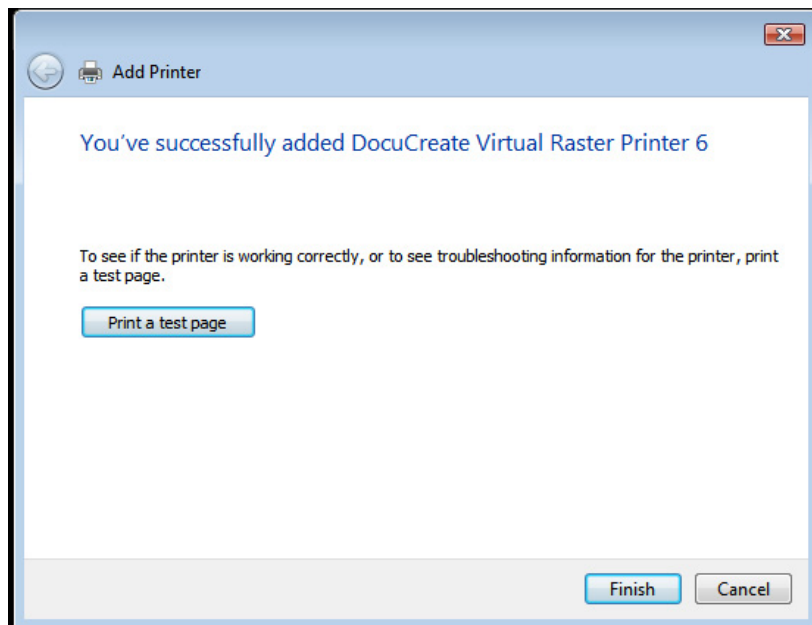 Add Printer
You've successfully added DocuCreate Virtual Raster Printer 6
To see if the printer is working correctly, or to see troubleshooting information for the printer, print
a test page.
Print a test page
Finish
Cancel